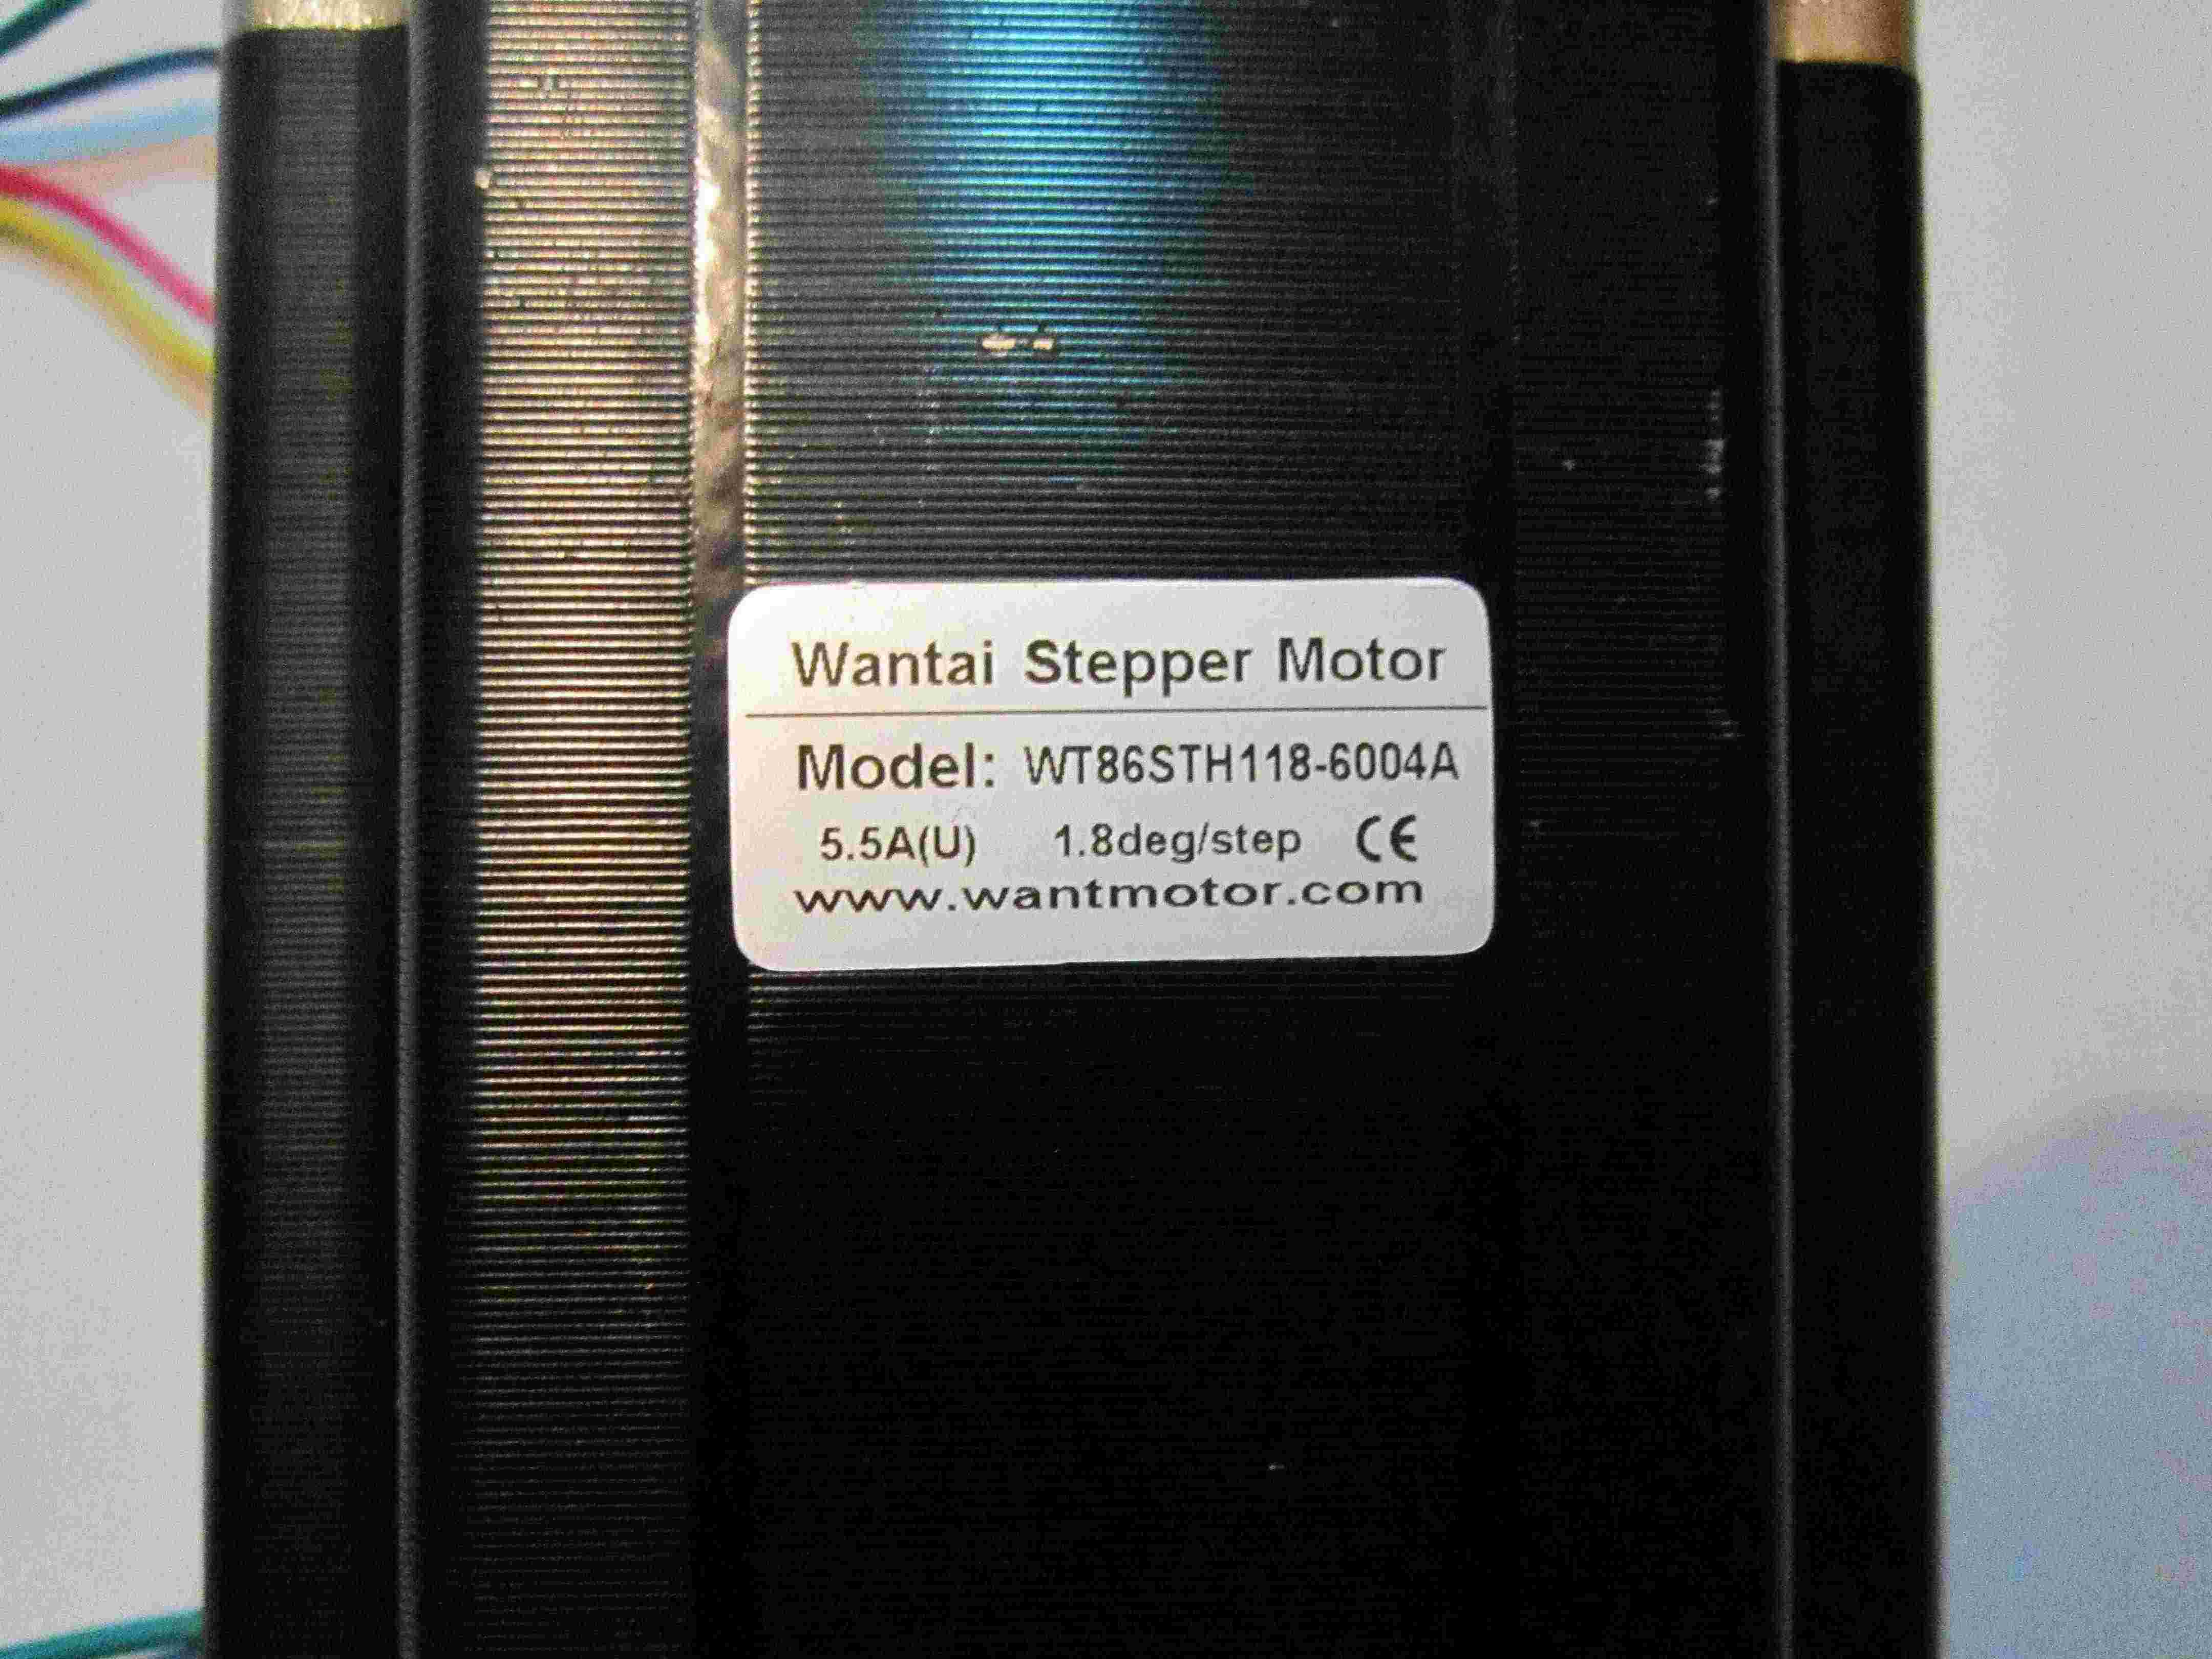 Wantai Stepper Motor
Model: WT86STH118-6004A
5.5A(U) 1.8deg/step CE
www.wantmotor.com